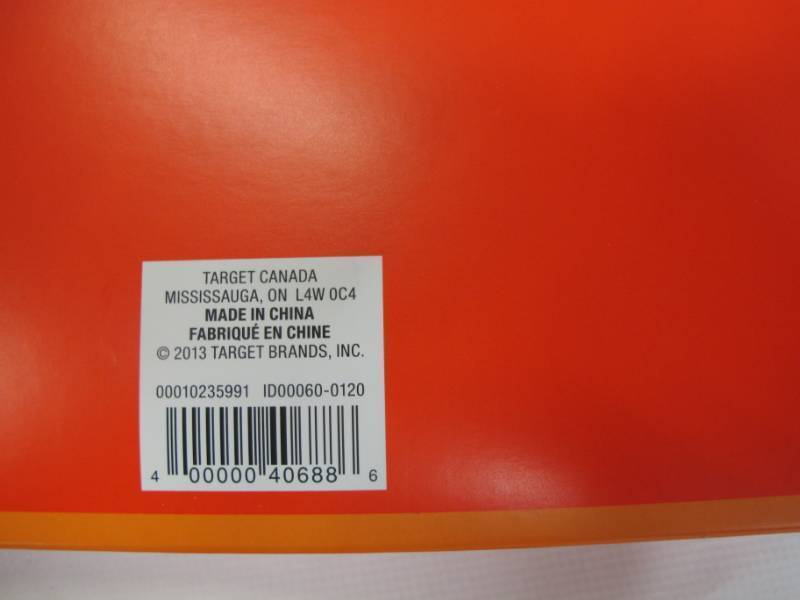 TARGET CANADA
MISSISSAUGA, ON L4W 0C4
MADE IN CHINA
FABRIQUÉ EN CHINE
© 2013 TARGET BRANDS, INC.
00010235991 ID00060-0120
4 00000 40688 6